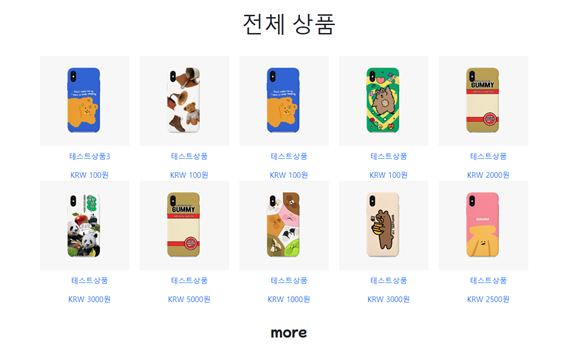 전체 상품
GUMMY
테스트상품3
테스트상품
테스트상품
테스트상품
테스트상품
KRW 100원
KRW 100원
KRW 100원
KRW 100원
KRW 2000원
GUMMY
테스트상품
테스트상품
테스트상품
테스트상품
테스트상품
KRW 3000원
KRW 5000원
KRW 1000원
KRW 3000원
KRW 2500원
more